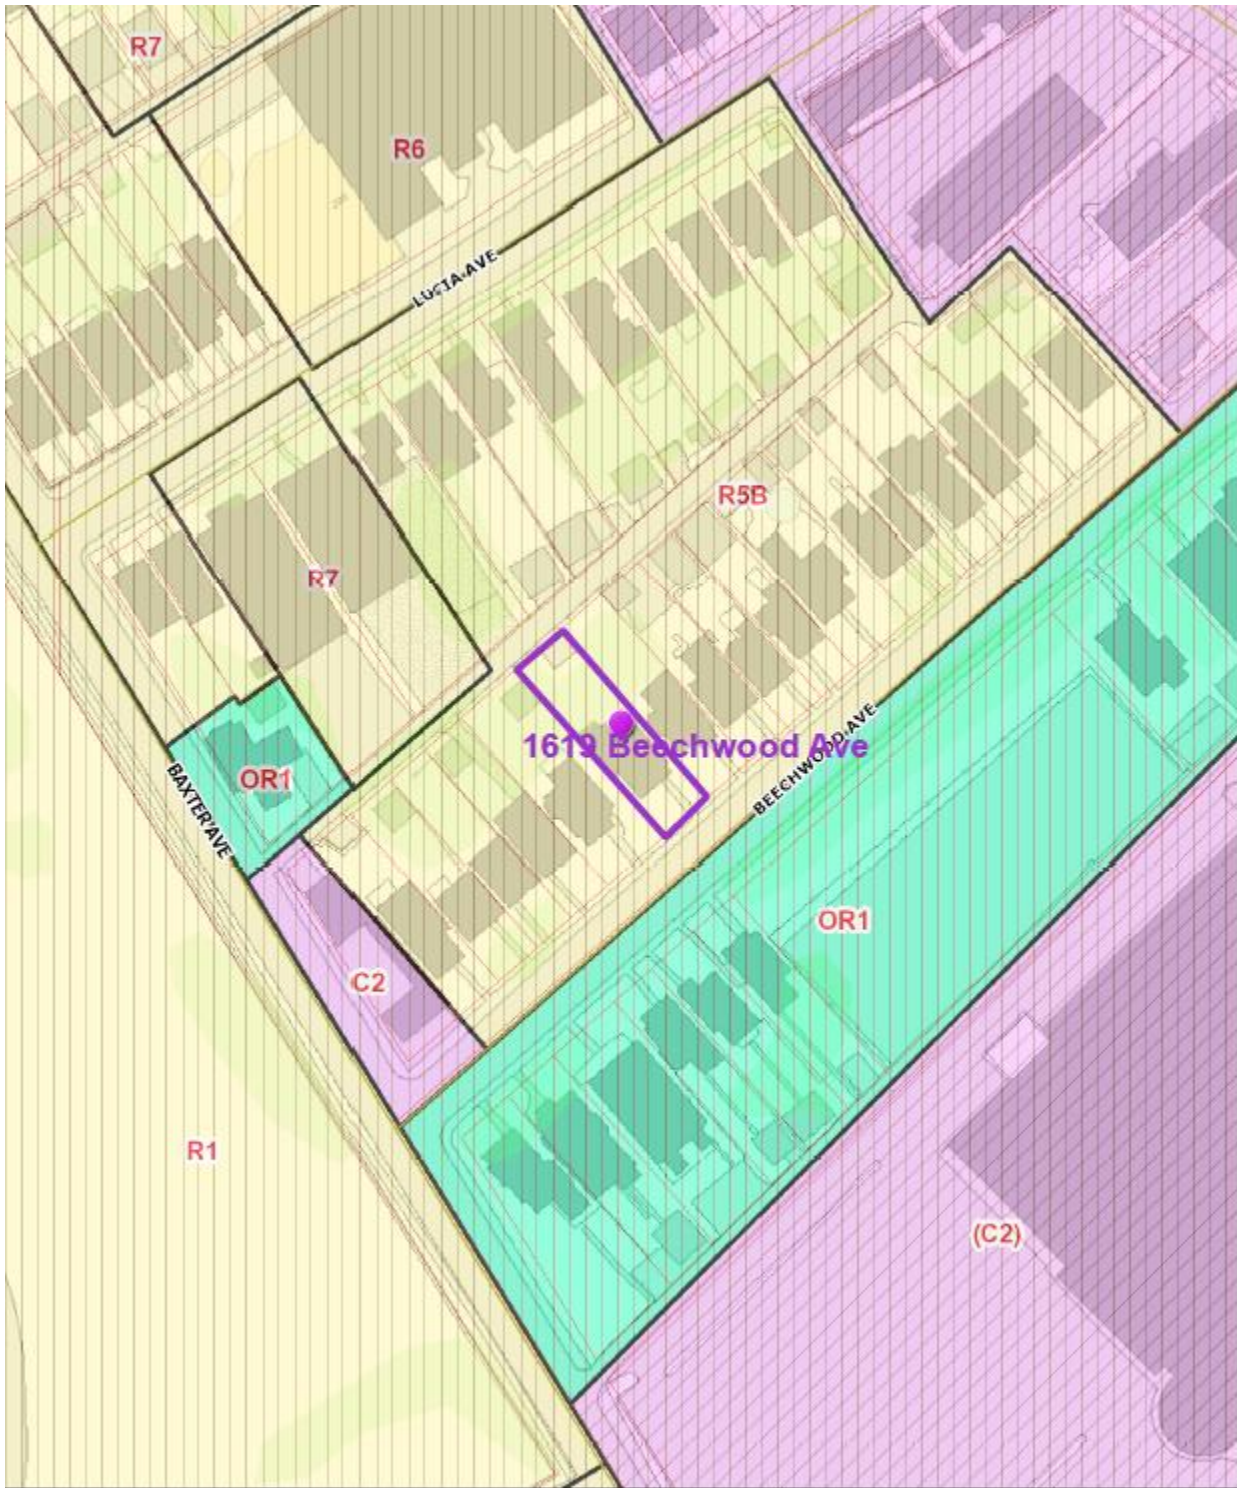 R7
R6
LUCIA AVE
R5B
R7
1619 Beechwood Ave
BEECHWOOD AVE
OR1
BAXTER AVE
OR1
C2
R1
(C2)